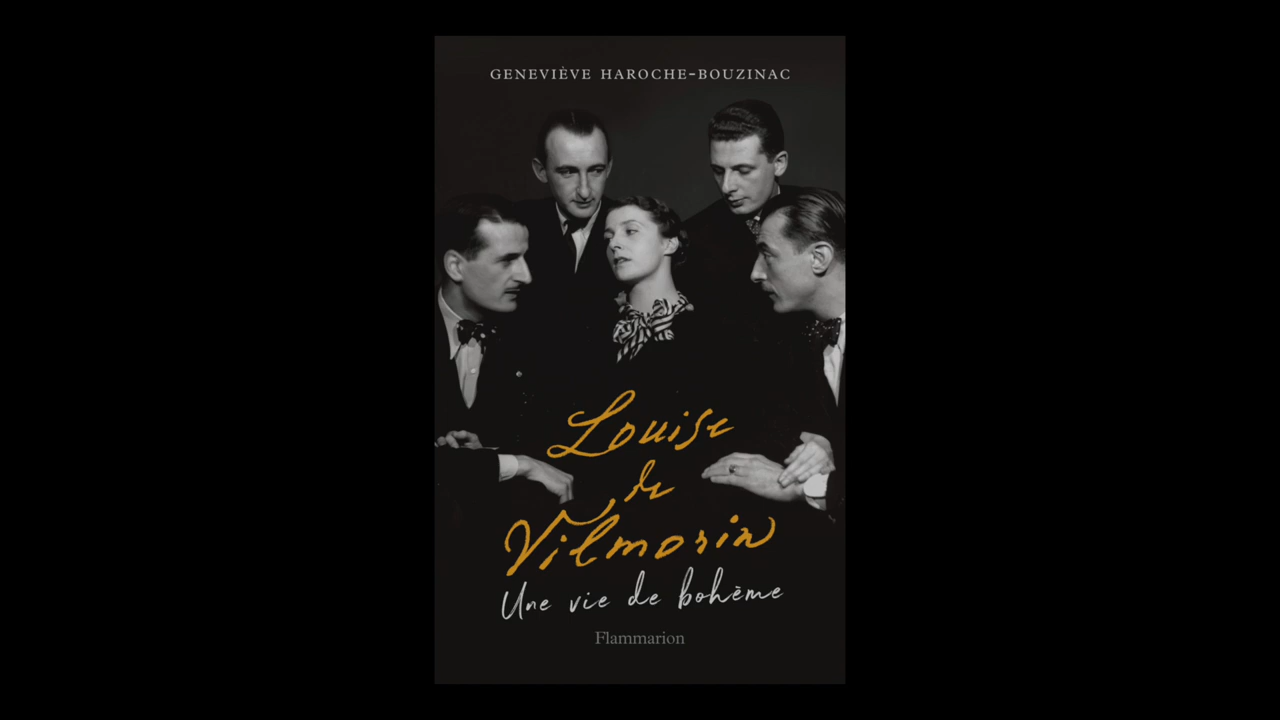 GENEVIÈVE HAROCHE-BOUZINAC
Louise
de
Vilmorin
Une vie de bohème
Flammarion